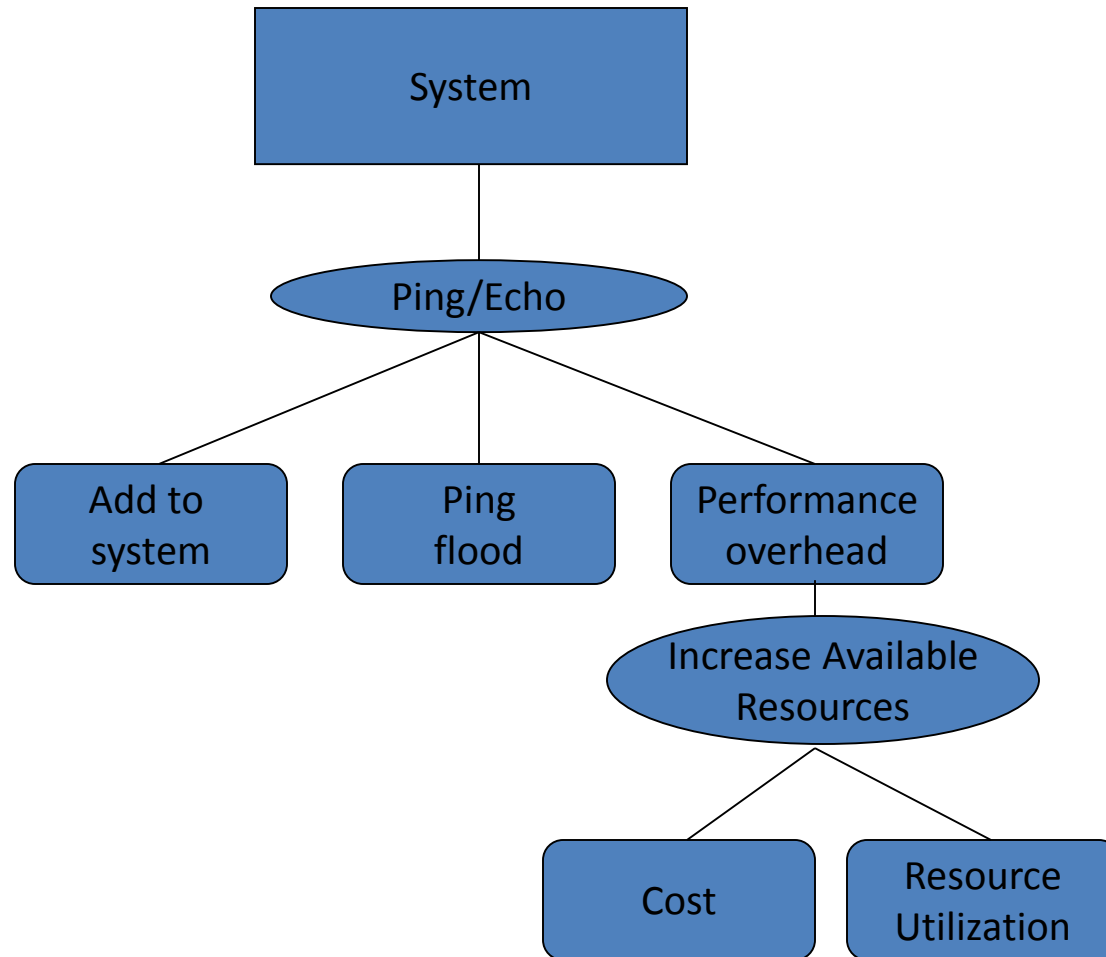 System
Ping/Echo
Add to
system
Ping
flood
Performance
overhead
Increase Available
Resources
Cost
Resource
Utilization